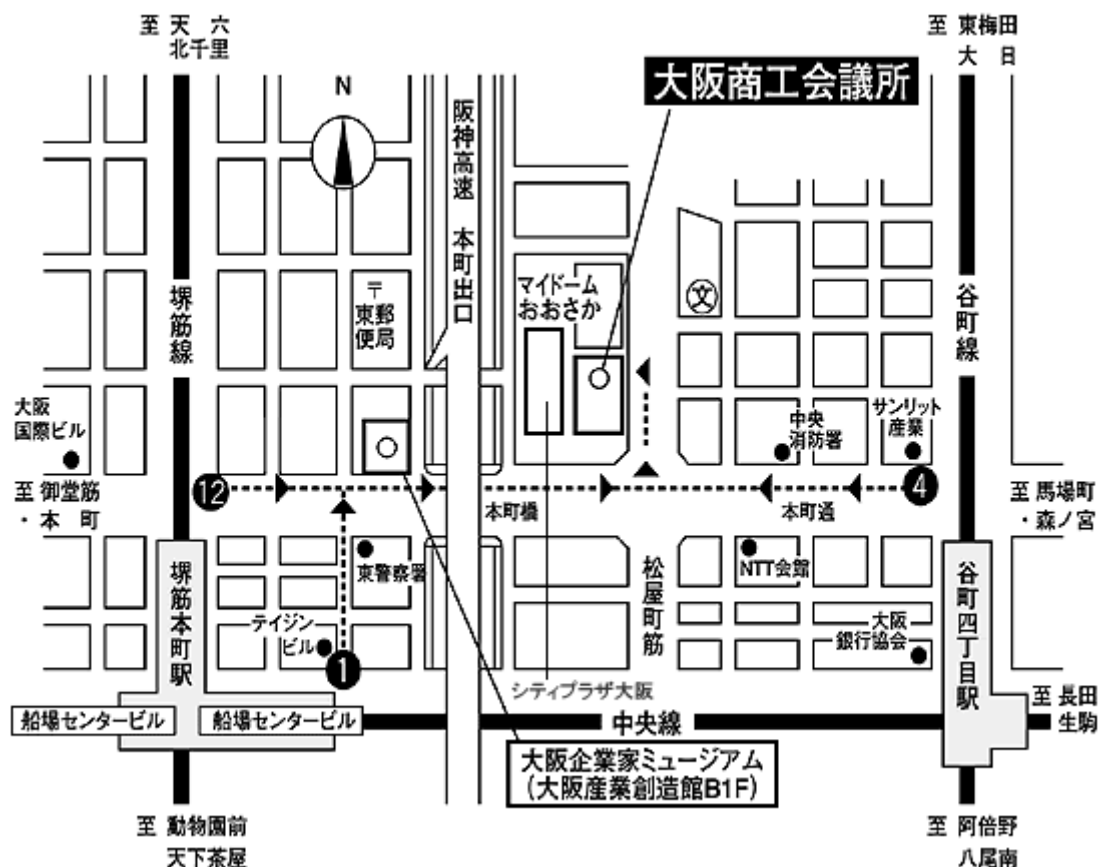 至 天 六
北千里
至 東梅田
大 日
大阪商工会議所
N
阪神高速 本町出口
堺筋線
〒
東郵
便局
マイドーム
おおさか
文
谷町線
大阪
国際ビル
中央
消防署
サンリット
産業
至 御堂筋
・本 町
12
4
本町橋
本町通
至 馬場町
・森ノ宮
堺筋本町駅
東警察署
松屋町筋
NTT会館
谷町四丁目駅
テイジン
ビル
1
大阪
銀行協会
シティプラザ大阪
船場センタービル
船場センタービル
中央線
至 長田
生駒
大阪企業家ミュージアム
(大阪産業創造館B1F)
至 動物園前
天下茶屋
至 阿倍野
八尾南